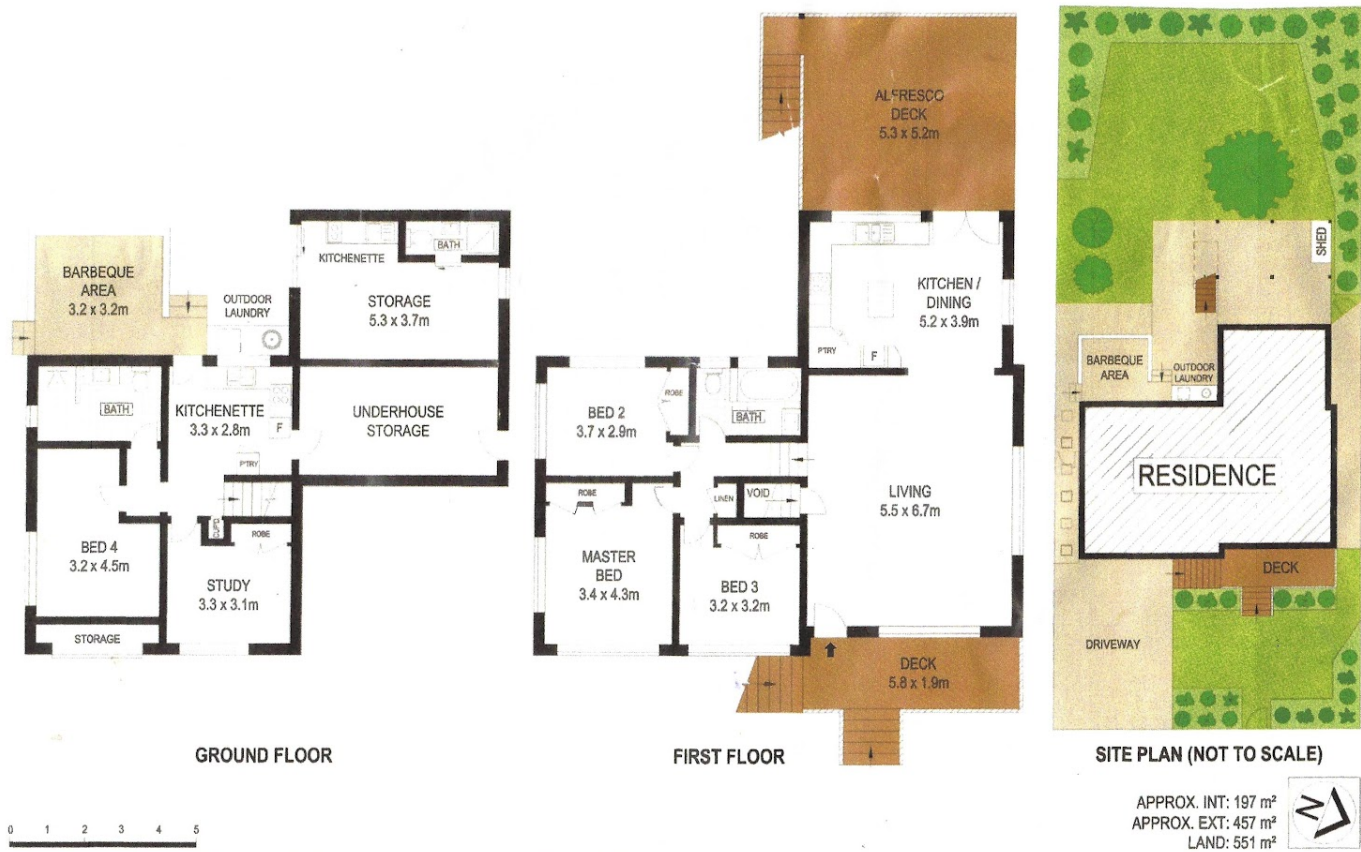 BARBEQUE
AREA
3.2 x 3.2m
OUTDOOR
LAUNDRY
KITCHENETTE
BATH
STORAGE
5.3 x 3.7m
BATH
KITCHENETTE
3.3 x 2.8m
F
P'TRY
UNDERHOUSE
STORAGE
BED 4
3.2 x 4.5m
CUPD
ROBE
STUDY
3.3 x 3.1m
STORAGE
GROUND FLOOR
0 1 2 3 4 5
ALFRESCO
DECK
5.3 x 5.2m
KITCHEN /
DINING
5.2 x 3.9m
P'TRY
F
BED 2
3.7 x 2.9m
ROBE
BATH
ROBE
LINEN
VOID
LIVING
5.5 x 6.7m
MASTER
BED
3.4 x 4.3m
ROBE
BED 3
3.2 x 3.2m
DECK
5.8 x 1.9m
FIRST FLOOR
SHED
BARBEQUE
AREA
OUTDOOR
LAUNDRY
RESIDENCE
DECK
DRIVEWAY
SITE PLAN (NOT TO SCALE)
APPROX. INT: 197 m²
APPROX. EXT: 457 m²
LAND: 551 m²
N